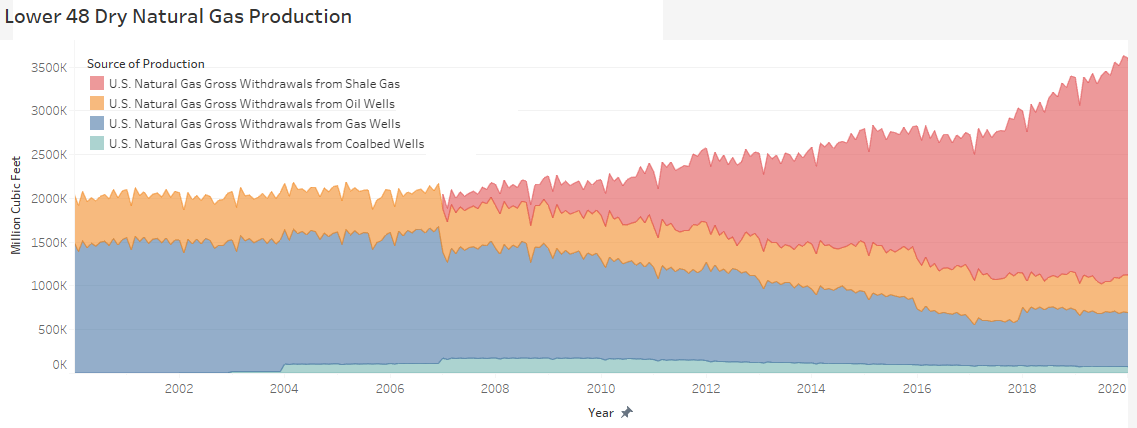 Lower 48 Dry Natural Gas Production
Source of Production
U.S. Natural Gas Gross Withdrawals from Shale Gas
U.S. Natural Gas Gross Withdrawals from Oil Wells
U.S. Natural Gas Gross Withdrawals from Gas Wells
U.S. Natural Gas Gross Withdrawals from Coalbed Wells
Million Cubic Feet
3500K
3000K
2500K
2000K
1500K
1000K
500K
0K
2002 2004 2006 2008 2010 2012 2014 2016 2018 2020
Year